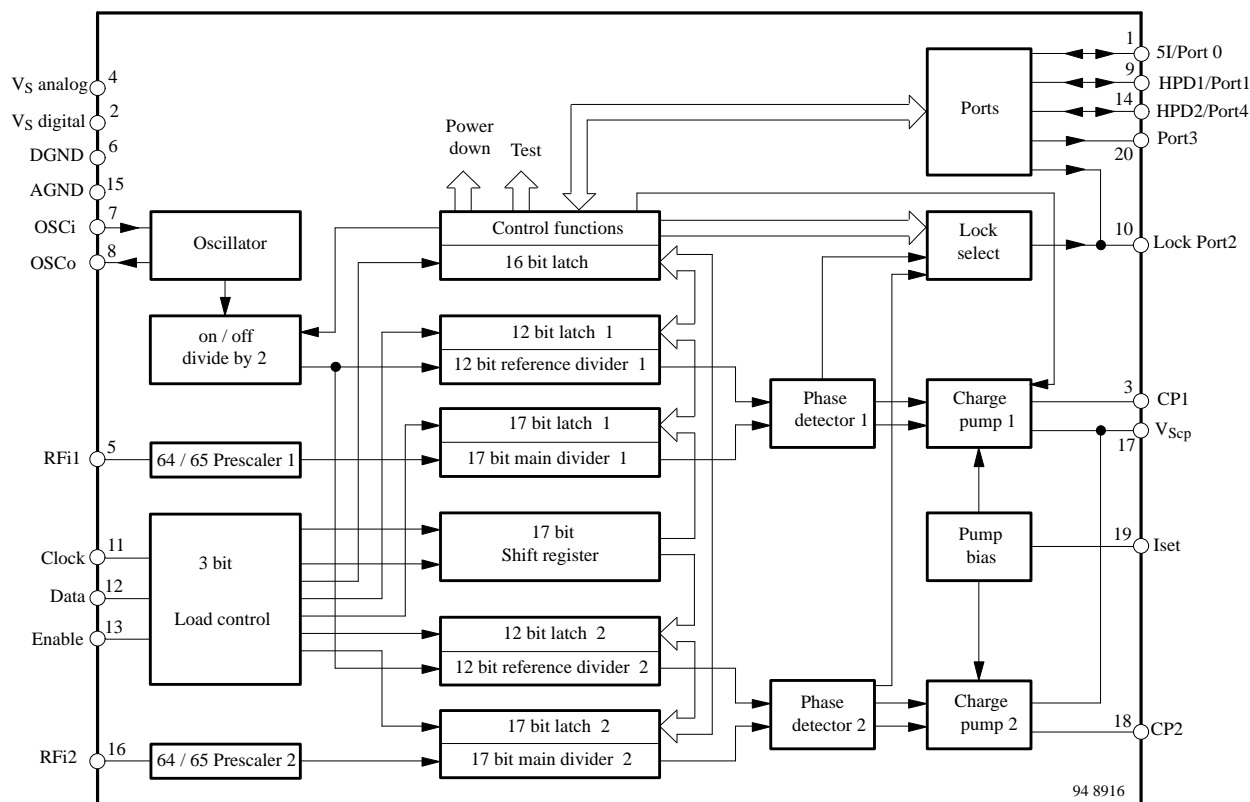 1
5I/Port 0
9
HPD1/Port1
14
HPD2/Port4
Port3
20
Ports
4
VS analog
2
VS digital
6
DGND
15
AGND
7
OSCi
8
OSCo
Power
down
Test
Oscillator
Control functions
16 bit latch
Lock
select
10
Lock Port2
on / off
divide by 2
12 bit latch 1
12 bit reference divider 1
Phase
detector 1
Charge
pump 1
3
CP1
VScp
17
17 bit latch 1
17 bit main divider 1
5
RFi1
64 / 65 Prescaler 1
11
Clock
12
Data
13
Enable
3 bit
Load control
17 bit
Shift register
Pump
bias
19
Iset
12 bit latch 2
12 bit reference divider 2
Phase
detector 2
Charge
pump 2
18
CP2
17 bit latch 2
17 bit main divider 2
16
RFi2
64 / 65 Prescaler 2
94 8916